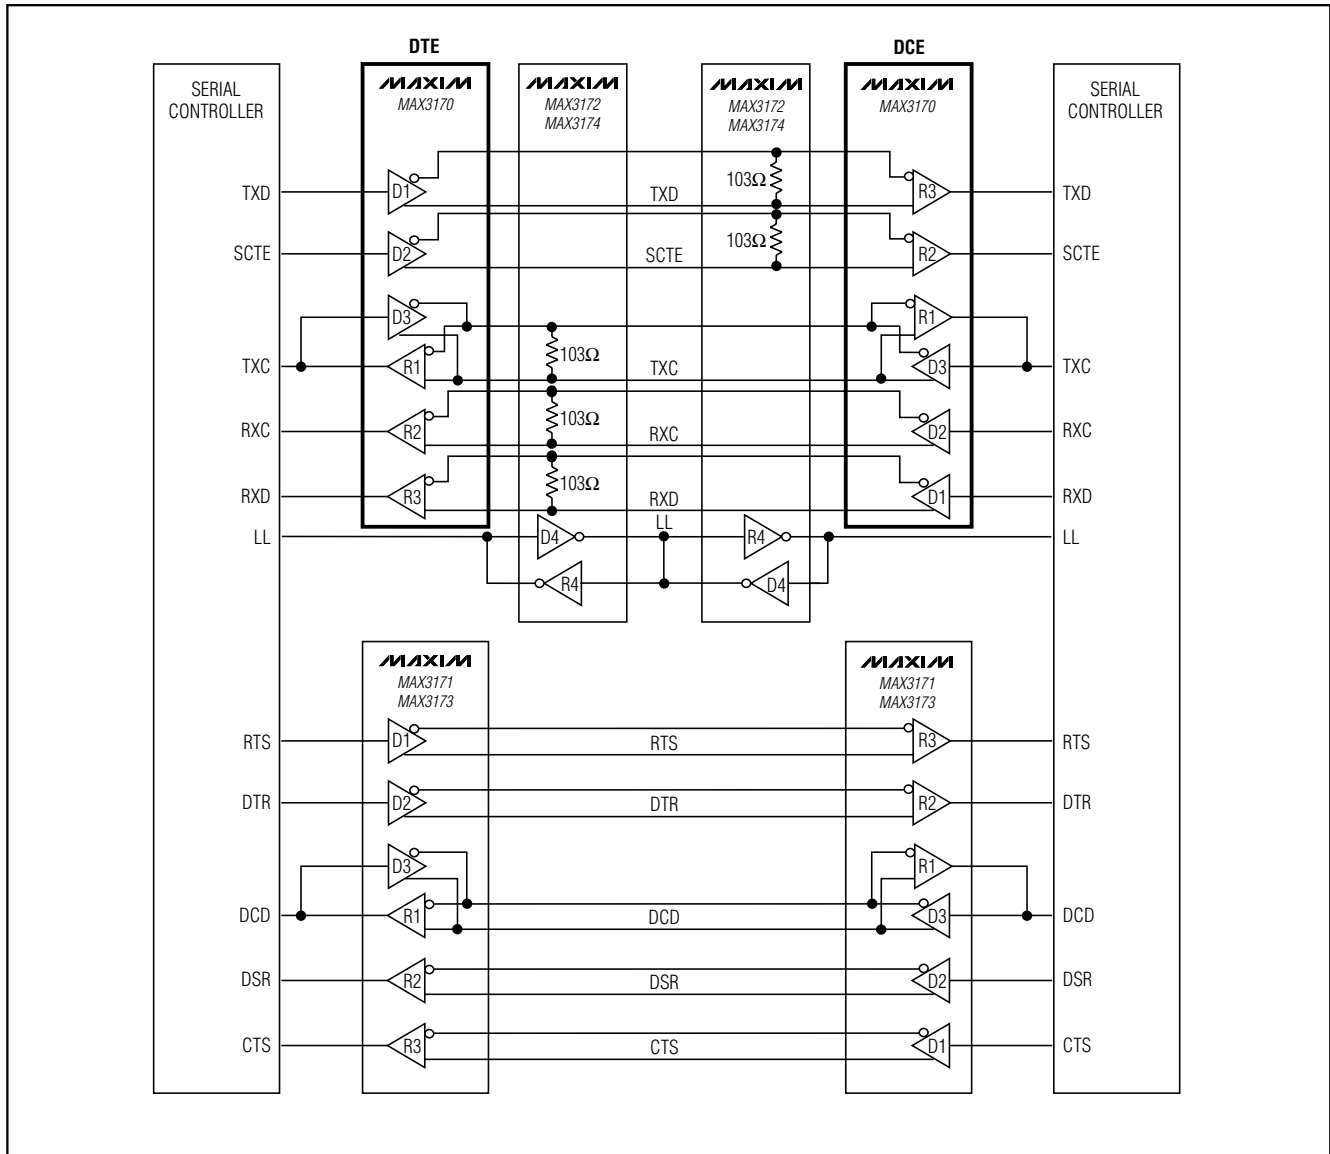 DTE
DCE
SERIAL
CONTROLLER
MAXIM
MAX3170
MAXIM
MAX3172
MAX3174
MAXIM
MAX3172
MAX3174
MAXIM
MAX3170
SERIAL
CONTROLLER
TXD
D1
TXD
103Ω
R3
TXD
SCTE
D2
SCTE
103Ω
R2
SCTE
D3
R1
TXC
R1
103Ω
TXC
D3
TXC
RXC
R2
103Ω
RXC
D2
RXC
RXD
R3
103Ω
RXD
D1
RXD
LL
D4
LL
R4
LL
R4
D4
MAXIM
MAX3171
MAX3173
MAXIM
MAX3171
MAX3173
RTS
D1
RTS
R3
RTS
DTR
D2
DTR
R2
DTR
D3
R1
DCD
R1
DCD
D3
DCD
DSR
R2
DSR
D2
DSR
CTS
R3
CTS
D1
CTS